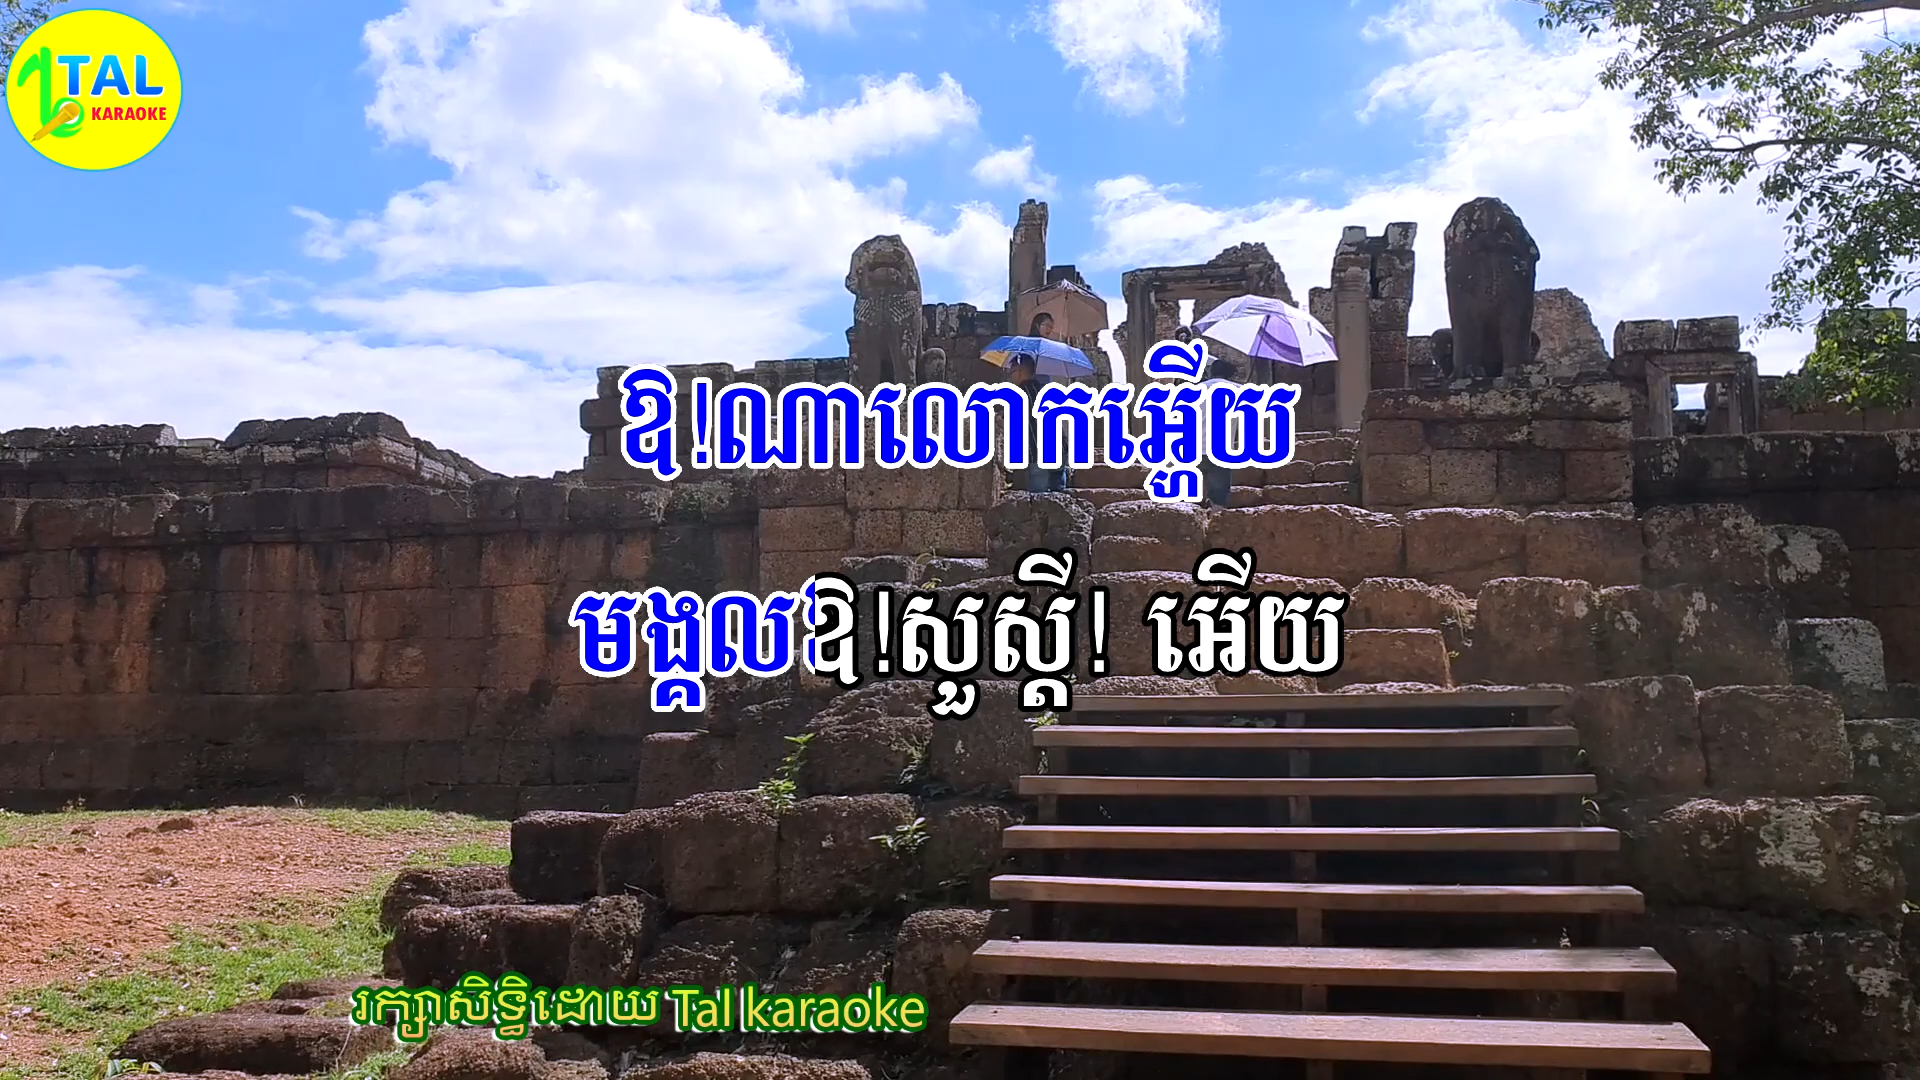 TAL
KARAOKE
ឱ!ណាលោកអ្ហើយ
មង្គលឱ!សួស្តី! អើយ
រក្សាសិទ្ធិដោយ Tal karaoke